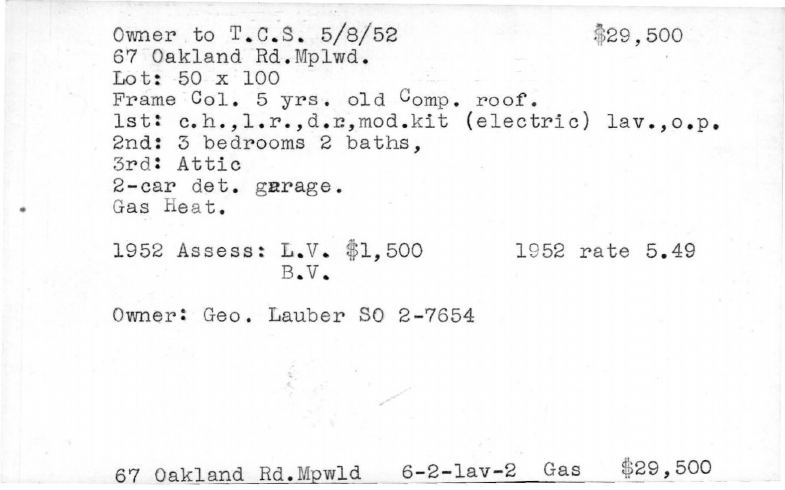 Owner to T.C.S. 5/8/52 $29,500
67 Oakland Rd.Mplwd.
Lot: 50 x 100
Frame Col. 5 yrs. old Comp. roof.
1st: c.h.,l.r.,d.r,mod.kit (electric) lav.,o.p.
2nd: 3 bedrooms 2 baths,
3rd: Attic
2-car det. garage.
Gas Heat.
1952 Assess: L.V. $1,500 1952 rate 5.49
B.V.
Owner: Geo. Lauber SO 2-7654
67 Oakland Rd.Mpwld 6-2-lav-2 Gas $29,500